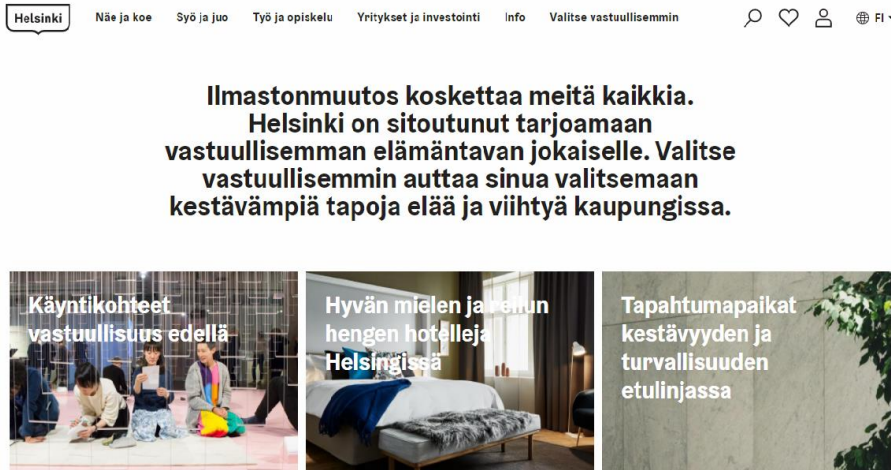 Helsinki
Näe ja koe
Syö ja juo
Työ ja opiskelu
Yritykset ja investointi
Info
Valitse vastuullisemmin
FI
Ilmastonmuutos koskettaa meitä kaikkia.
Helsinki on sitoutunut tarjoamaan
vastuullisemman elämäntavan jokaiselle. Valitse
vastuullisemmin auttaa sinua valitsemaan
kestävämpiä tapoja elää ja viihtyä kaupungissa.
Käyntikohteet
vastuullisuus edellä
Hyvän mielen ja reilun
hengen hotelleja
Helsingissä
Tapahtumapaikat
kestävyyden ja
turvallisuuden
etulinjassa